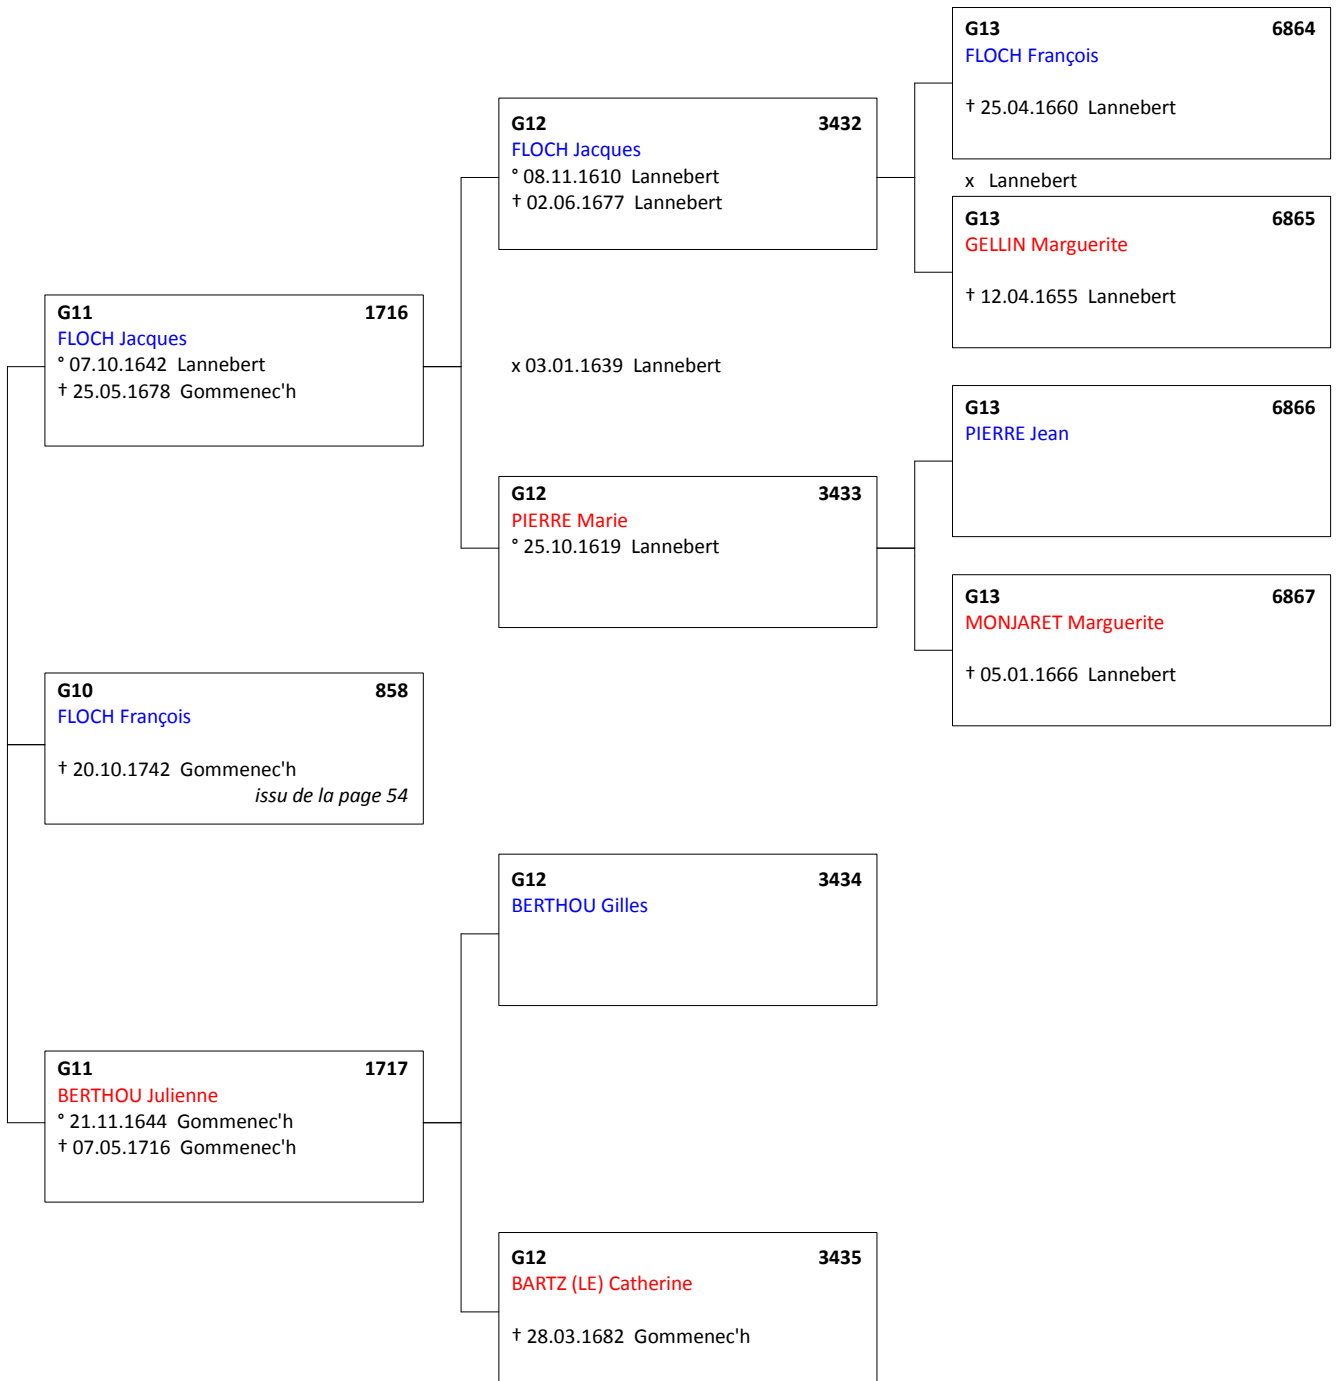 G13 6864
FLOCH François
† 25.04.1660 Lannebert
G12 3432
FLOCH Jacques
° 08.11.1610 Lannebert
† 02.06.1677 Lannebert
x Lannebert
G13 6865
GELLIN Marguerite
† 12.04.1655 Lannebert
G11 1716
FLOCH Jacques
° 07.10.1642 Lannebert
† 25.05.1678 Gommenec'h
x 03.01.1639 Lannebert
G13 6866
PIERRE Jean
G12 3433
PIERRE Marie
° 25.10.1619 Lannebert
G13 6867
MONJARET Marguerite
† 05.01.1666 Lannebert
G10 858
FLOCH François
† 20.10.1742 Gommenec'h
issu de la page 54
G12 3434
BERTHOU Gilles
G11 1717
BERTHOU Julienne
° 21.11.1644 Gommenec'h
† 07.05.1716 Gommenec'h
G12 3435
BARTZ (LE) Catherine
† 28.03.1682 Gommenec'h